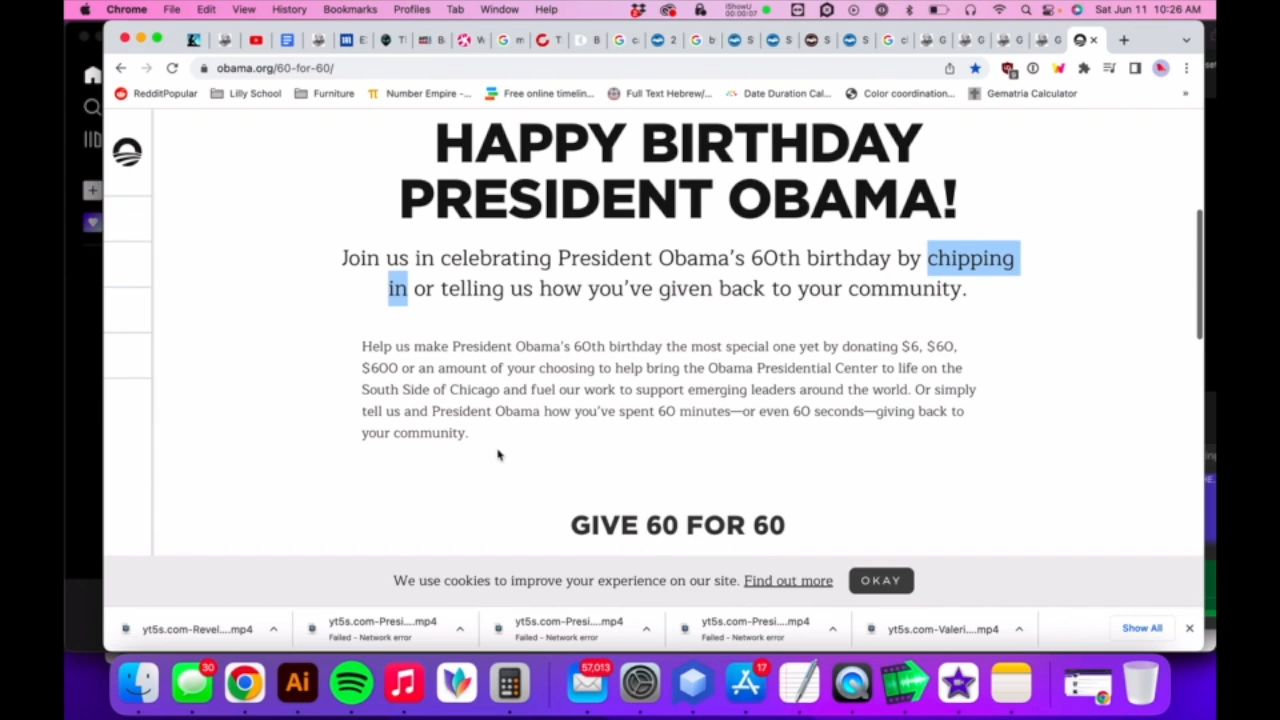 Chrome File Edit View History Bookmarks Profiles Tab Window Help iShowU 00:00:07 Sat Jun 11 10:26 AM
obama.org/60-for-60/
RedditPopular Lilly School Furniture Number Empire -... Free online timelin... Full Text Hebrew/... Date Duration Cal... Color coordination... Gematria Calculator »
HAPPY BIRTHDAY
PRESIDENT OBAMA!
Join us in celebrating President Obama's 60th birthday by chipping
in or telling us how you've given back to your community.
Help us make President Obama's 60th birthday the most special one yet by donating $6, $60,
$600 or an amount of your choosing to help bring the Obama Presidential Center to life on the
South Side of Chicago and fuel our work to support emerging leaders around the world. Or simply
tell us and President Obama how you've spent 60 minutes—or even 60 seconds—giving back to
your community.
GIVE 60 FOR 60
We use cookies to improve your experience on our site. Find out more OKAY
yt5s.com-Revel....mp4 yt5s.com-Presi....mp4 yt5s.com-Presi....mp4 yt5s.com-Presi....mp4 yt5s.com-Valeri....mp4 Show All
Failed - Network error Failed - Network error Failed - Network error
30 Ai 57,013 17